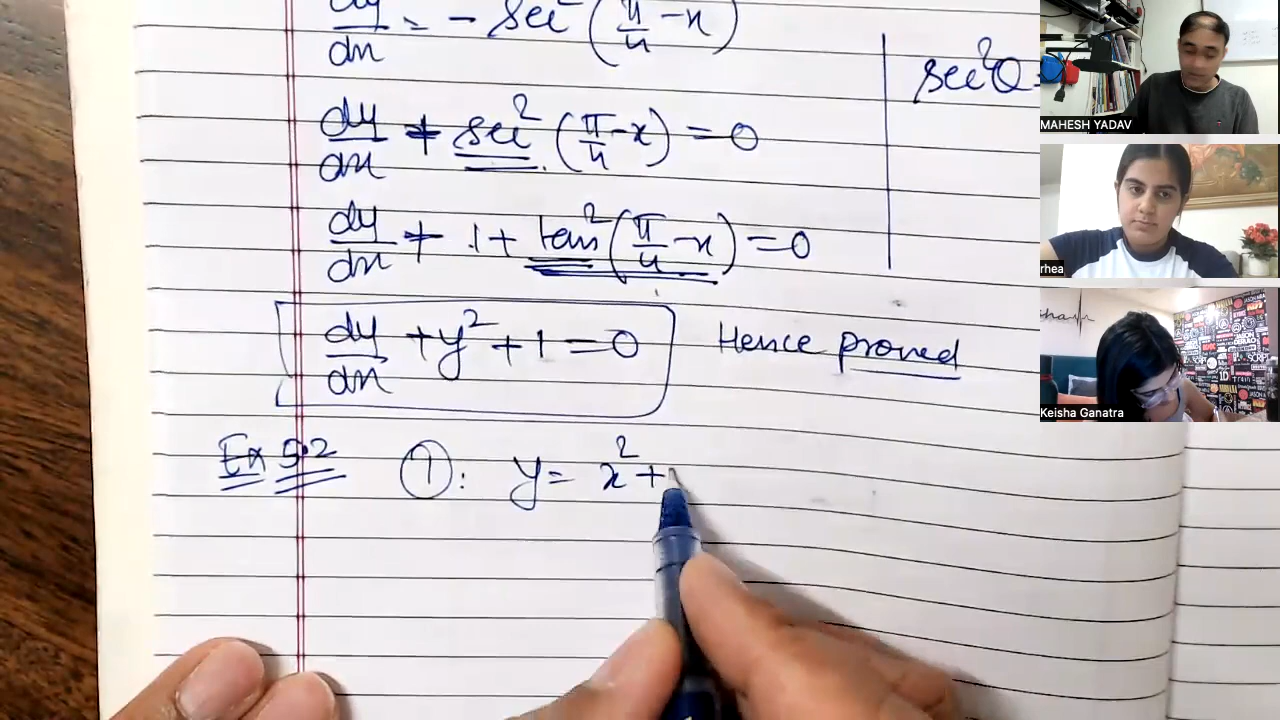 dy/dx = - sec² (π/4 - x)
sec²θ =
dy/dx + sec² (π/4 - x) = 0
dy/dx + 1 + tan² (π/4 - x) = 0
dy/dx + y² + 1 = 0 Hence proved
Ex 5.2 ①: y = x² +
MAHESH YADAV
rhea
Keisha Ganatra